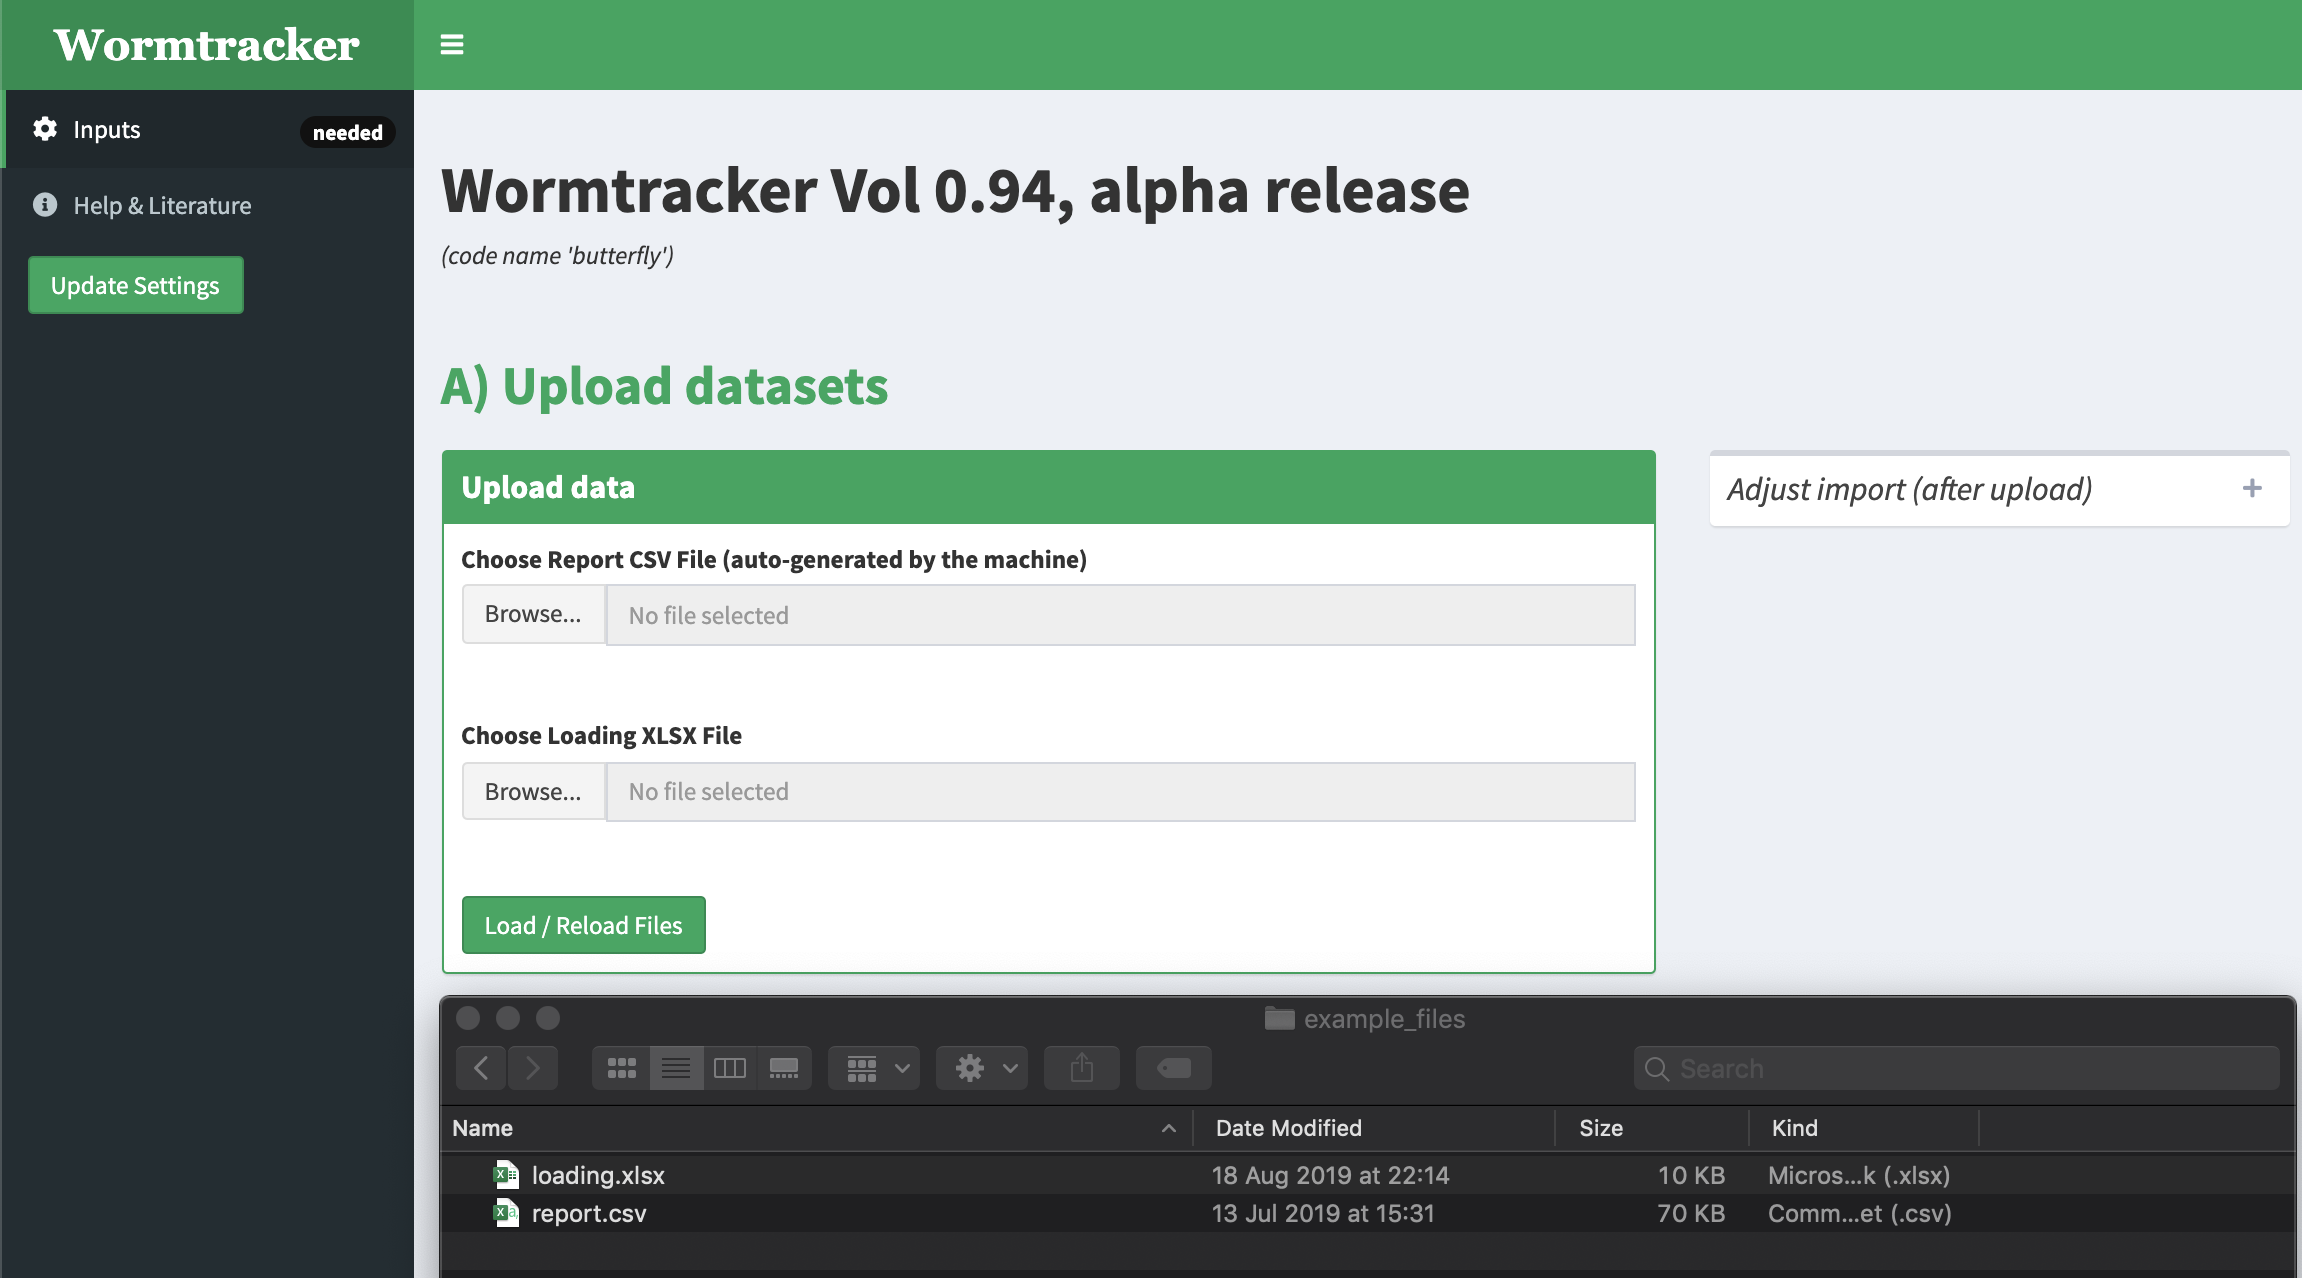 Wormtracker
Inputs
needed
Help & Literature
Update Settings
Wormtracker Vol 0.94, alpha release
(code name 'butterfly')
A) Upload datasets
Upload data
Choose Report CSV File (auto-generated by the machine)
Browse...
No file selected
Choose Loading XLSX File
Browse...
No file selected
Load / Reload Files
Adjust import (after upload)
example_files
Search
Name
Date Modified
Size
Kind
loading.xlsx
18 Aug 2019 at 22:14
10 KB
Micros...k (.xlsx)
report.csv
13 Jul 2019 at 15:31
70 KB
Comm...et (.csv)